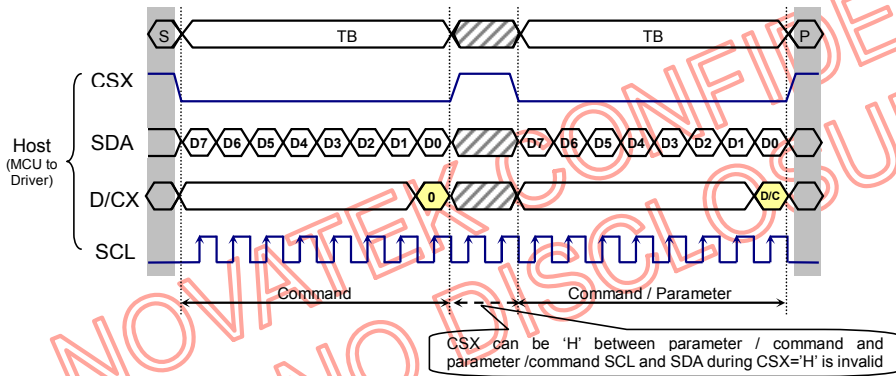 S TB TB P
CSX
Host
(MCU to
Driver)
SDA D7 D6 D5 D4 D3 D2 D1 D0 D7 D6 D5 D4 D3 D2 D1 D0
D/CX 0 D/C
SCL
Command Command / Parameter
CSX can be 'H' between parameter / command and
parameter /command SCL and SDA during CSX='H' is invalid
NOVATEK CONFIDE
NO DISCLOSU